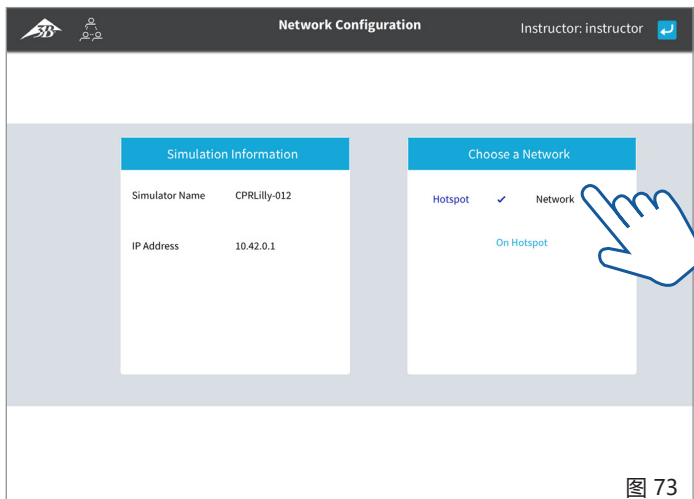 3B
Network Configuration
Instructor: instructor
Simulation Information
Simulator Name CPRLilly-012
IP Address 10.42.0.1
Choose a Network
Hotspot ✓ Network
On Hotspot
图 73